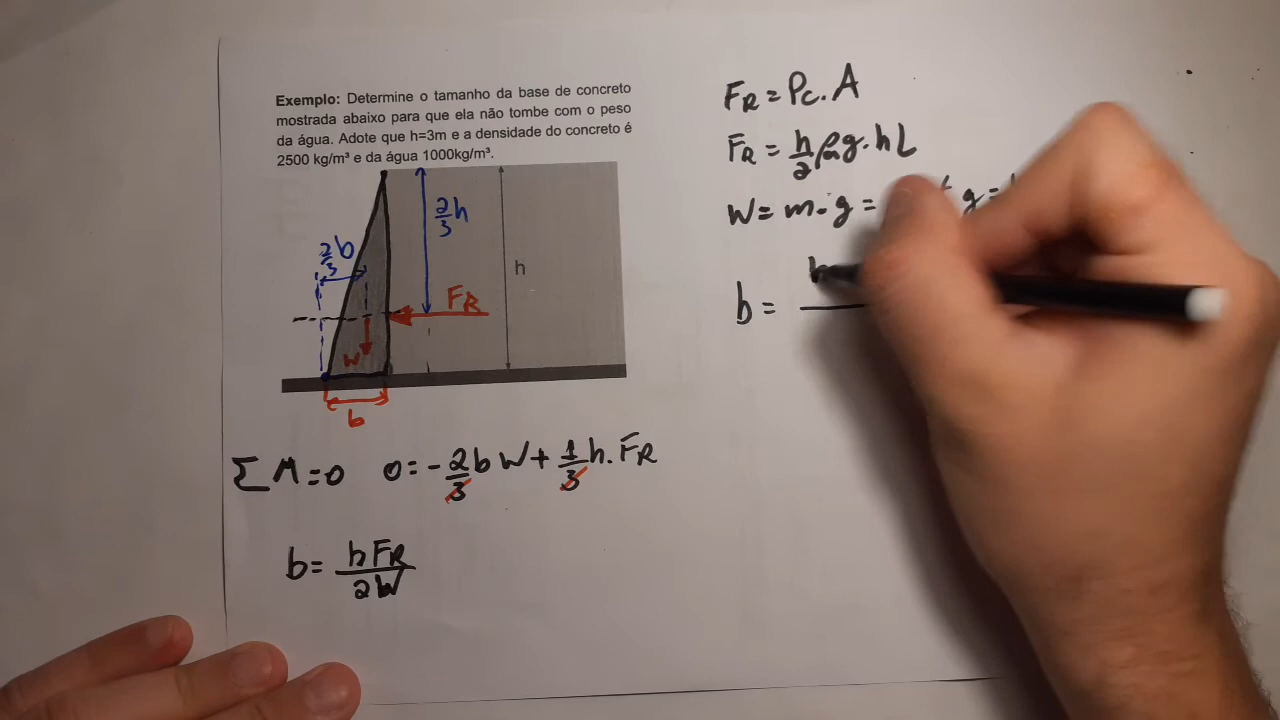 Exemplo: Determine o tamanho da base de concreto
mostrada abaixo para que ela não tombe com o peso
da água. Adote que h=3m e a densidade do concreto é
2500 kg/m³ e da água 1000kg/m³.
2/3 h
2/3 b
h
FR
W
b
ΣM=0 0=-2/3 b W+ 1/3 h. FR
b= hFR/2W
FR = Pc. A
FR = h/2 ρag. h L
W= m. g =
g =
b =